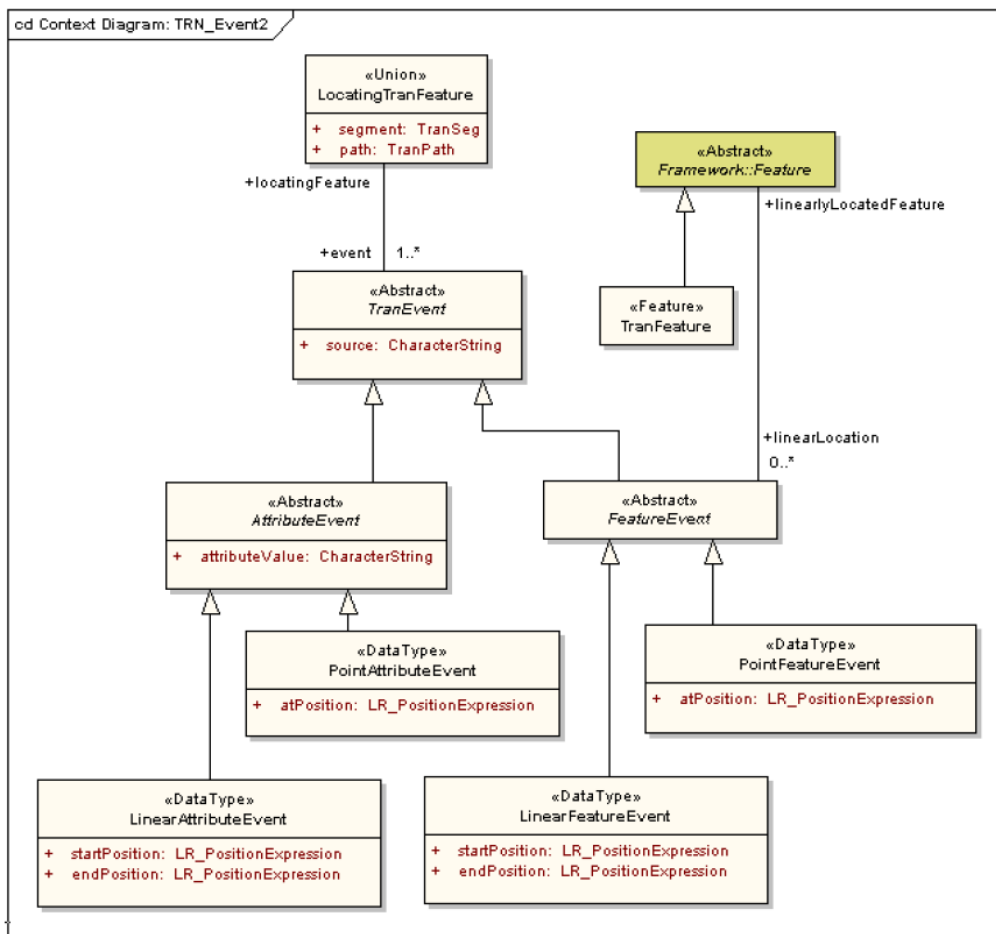 cd Context Diagram: TRN_Event2
«Union»
LocatingTranFeature
+ segment: TranSeg
+ path: TranPath
«Abstract»
Framework::Feature
+locatingFeature
+linearlyLocatedFeature
+event 1..*
«Abstract»
TranEvent
+ source: CharacterString
«Feature»
TranFeature
+linearLocation
0..*
«Abstract»
AttributeEvent
+ attributeValue: CharacterString
«Abstract»
FeatureEvent
«DataType»
PointAttributeEvent
+ atPosition: LR_PositionExpression
«DataType»
PointFeatureEvent
+ atPosition: LR_PositionExpression
«DataType»
LinearAttributeEvent
+ startPosition: LR_PositionExpression
+ endPosition: LR_PositionExpression
«DataType»
LinearFeatureEvent
+ startPosition: LR_PositionExpression
+ endPosition: LR_PositionExpression